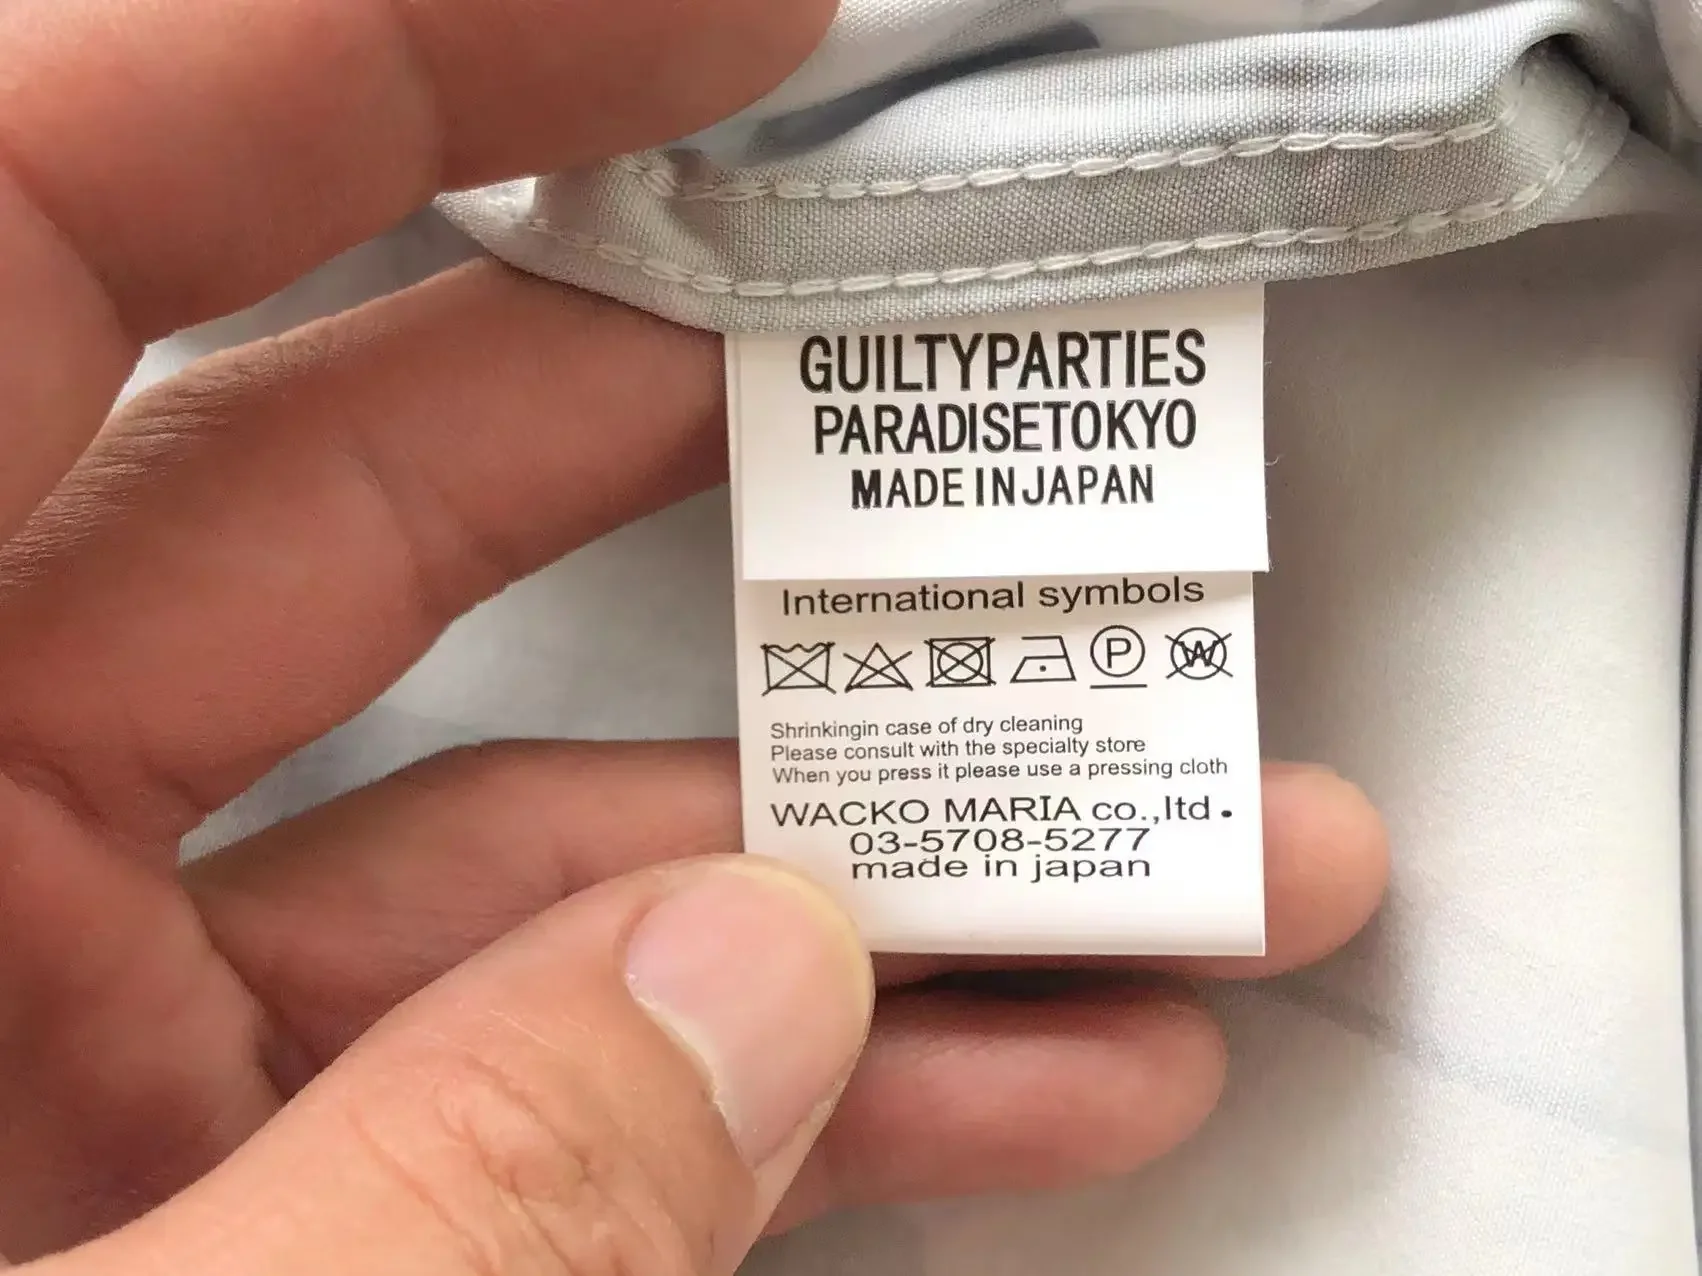 GUILTYPARTIES
PARADISETOKYO
MADE IN JAPAN
International symbols
P W
Shrinkingin case of dry cleaning
Please consult with the specialty store
When you press it please use a pressing cloth
WACKO MARIA co.,ltd.
03-5708-5277
made in japan